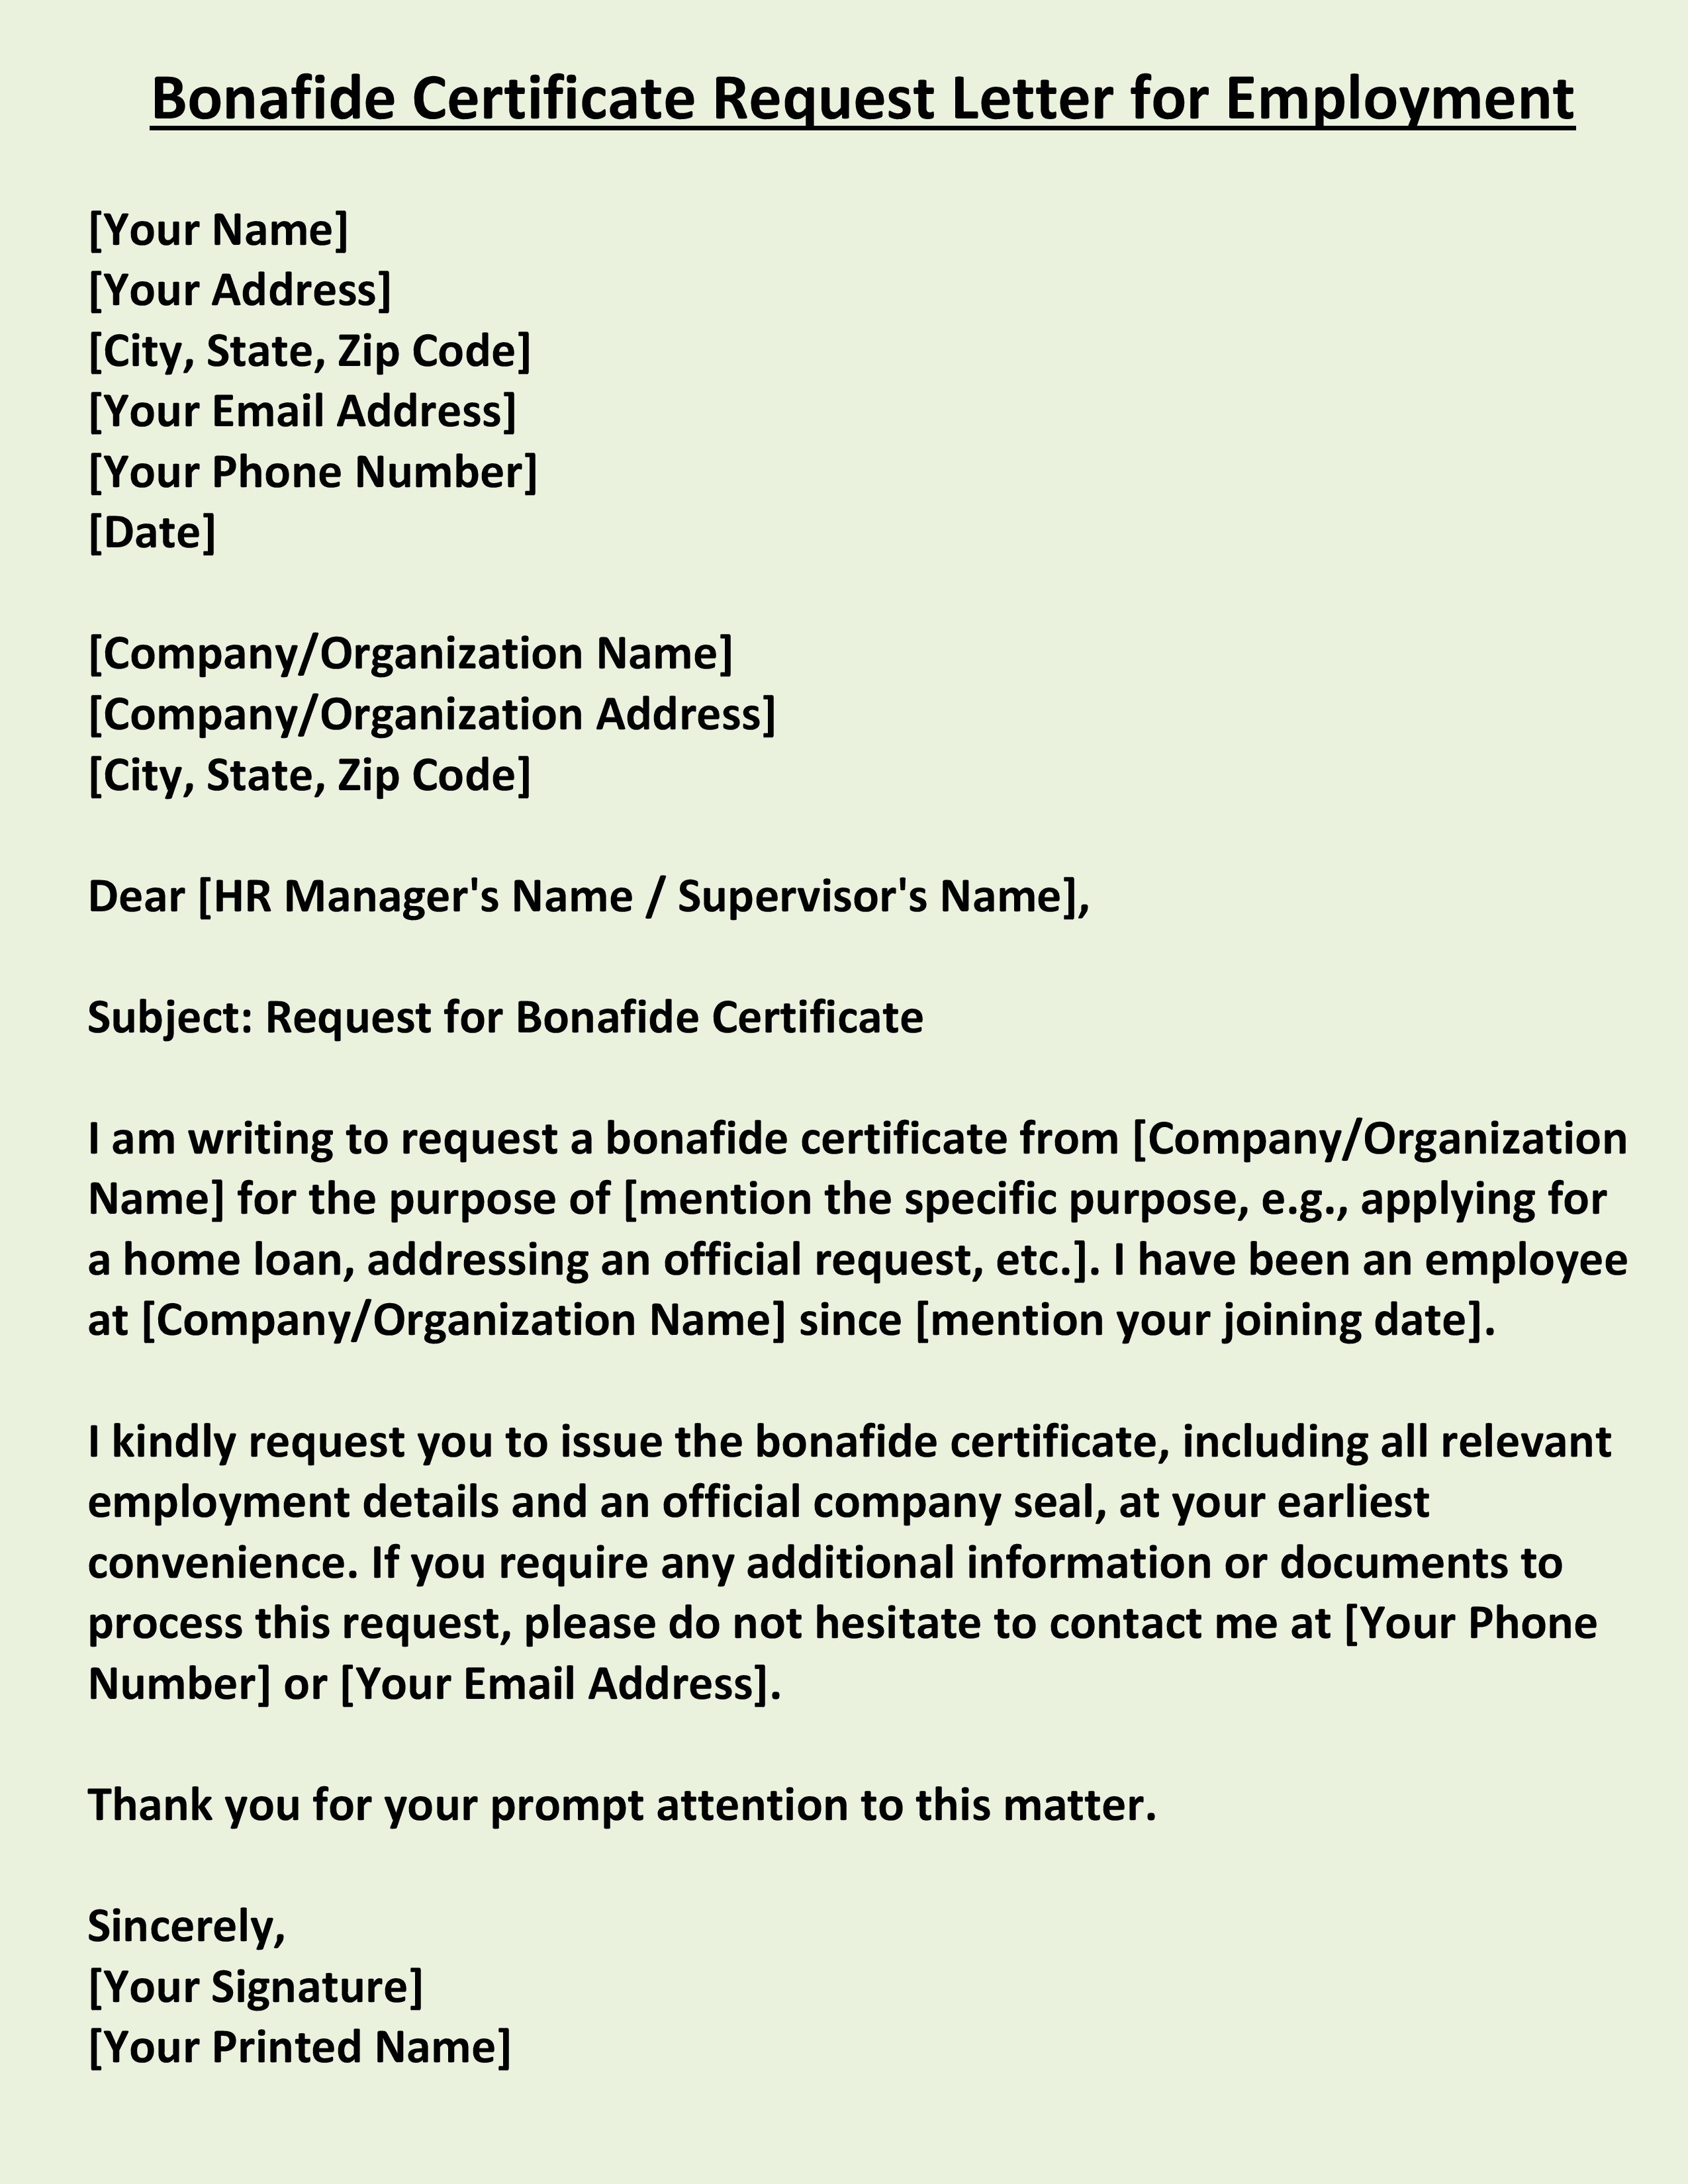 Bonafide Certificate Request Letter for Employment
[Your Name]
[Your Address]
[City, State, Zip Code]
[Your Email Address]
[Your Phone Number]
[Date]
[Company/Organization Name]
[Company/Organization Address]
[City, State, Zip Code]
Dear [HR Manager's Name / Supervisor's Name],
Subject: Request for Bonafide Certificate
I am writing to request a bonafide certificate from [Company/Organization
Name] for the purpose of [mention the specific purpose, e.g., applying for
a home loan, addressing an official request, etc.]. I have been an employee
at [Company/Organization Name] since [mention your joining date].
I kindly request you to issue the bonafide certificate, including all relevant
employment details and an official company seal, at your earliest
convenience. If you require any additional information or documents to
process this request, please do not hesitate to contact me at [Your Phone
Number] or [Your Email Address].
Thank you for your prompt attention to this matter.
Sincerely,
[Your Signature]
[Your Printed Name]